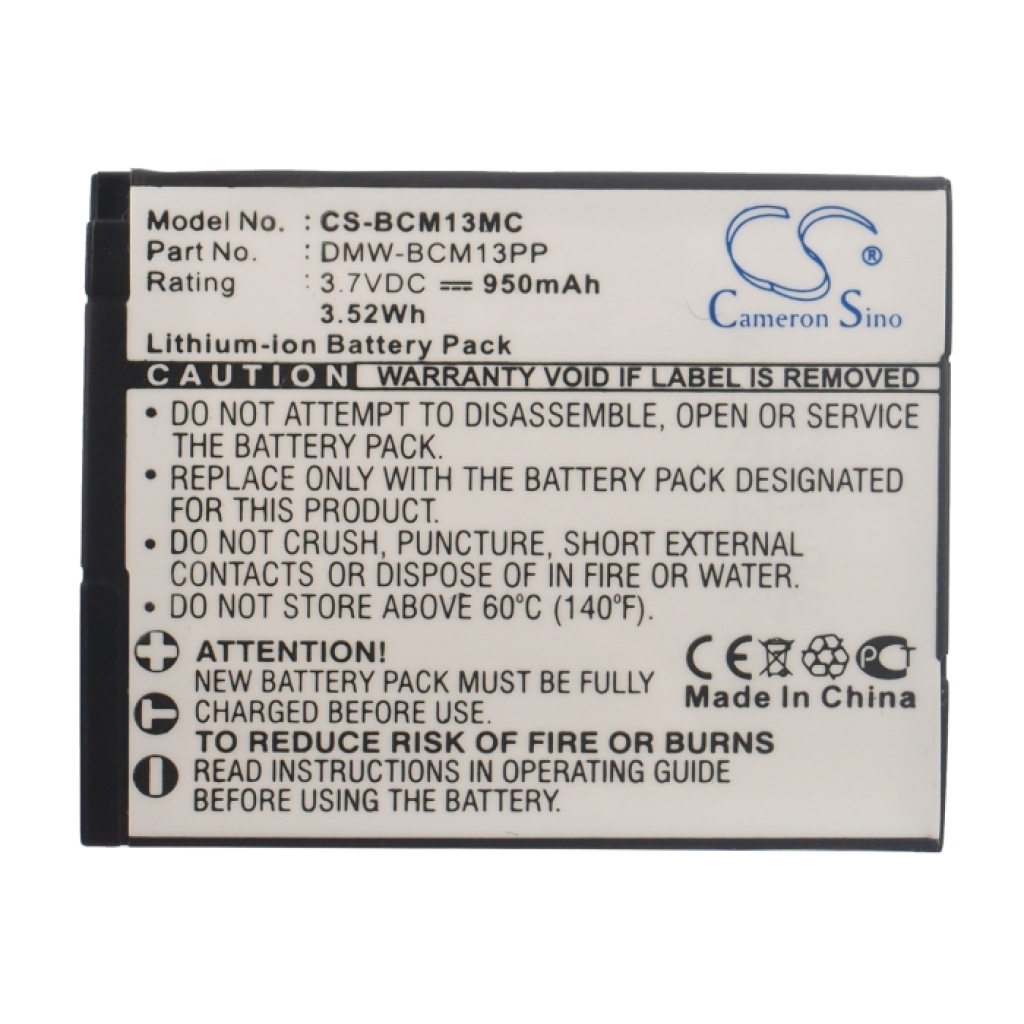 Model No. : CS-BCM13MC
Part No. : DMW-BCM13PP
Rating : 3.7VDC ⎓ 950mAh
3.52Wh
Lithium-ion Battery Pack
CS®
Cameron Sino
CAUTION WARRANTY VOID IF LABEL IS REMOVED
• DO NOT ATTEMPT TO DISASSEMBLE, OPEN OR SERVICE
THE BATTERY PACK.
• REPLACE ONLY WITH THE BATTERY PACK DESIGNATED
FOR THIS PRODUCT.
• DO NOT CRUSH, PUNCTURE, SHORT EXTERNAL
CONTACTS OR DISPOSE OF IN FIRE OR WATER.
• DO NOT STORE ABOVE 60°C (140°F).
+ ATTENTION!
NEW BATTERY PACK MUST BE FULLY
T CHARGED BEFORE USE.
TO REDUCE RISK OF FIRE OR BURNS
– READ INSTRUCTIONS IN OPERATING GUIDE
BEFORE USING THE BATTERY.
CE PCT
Made In China